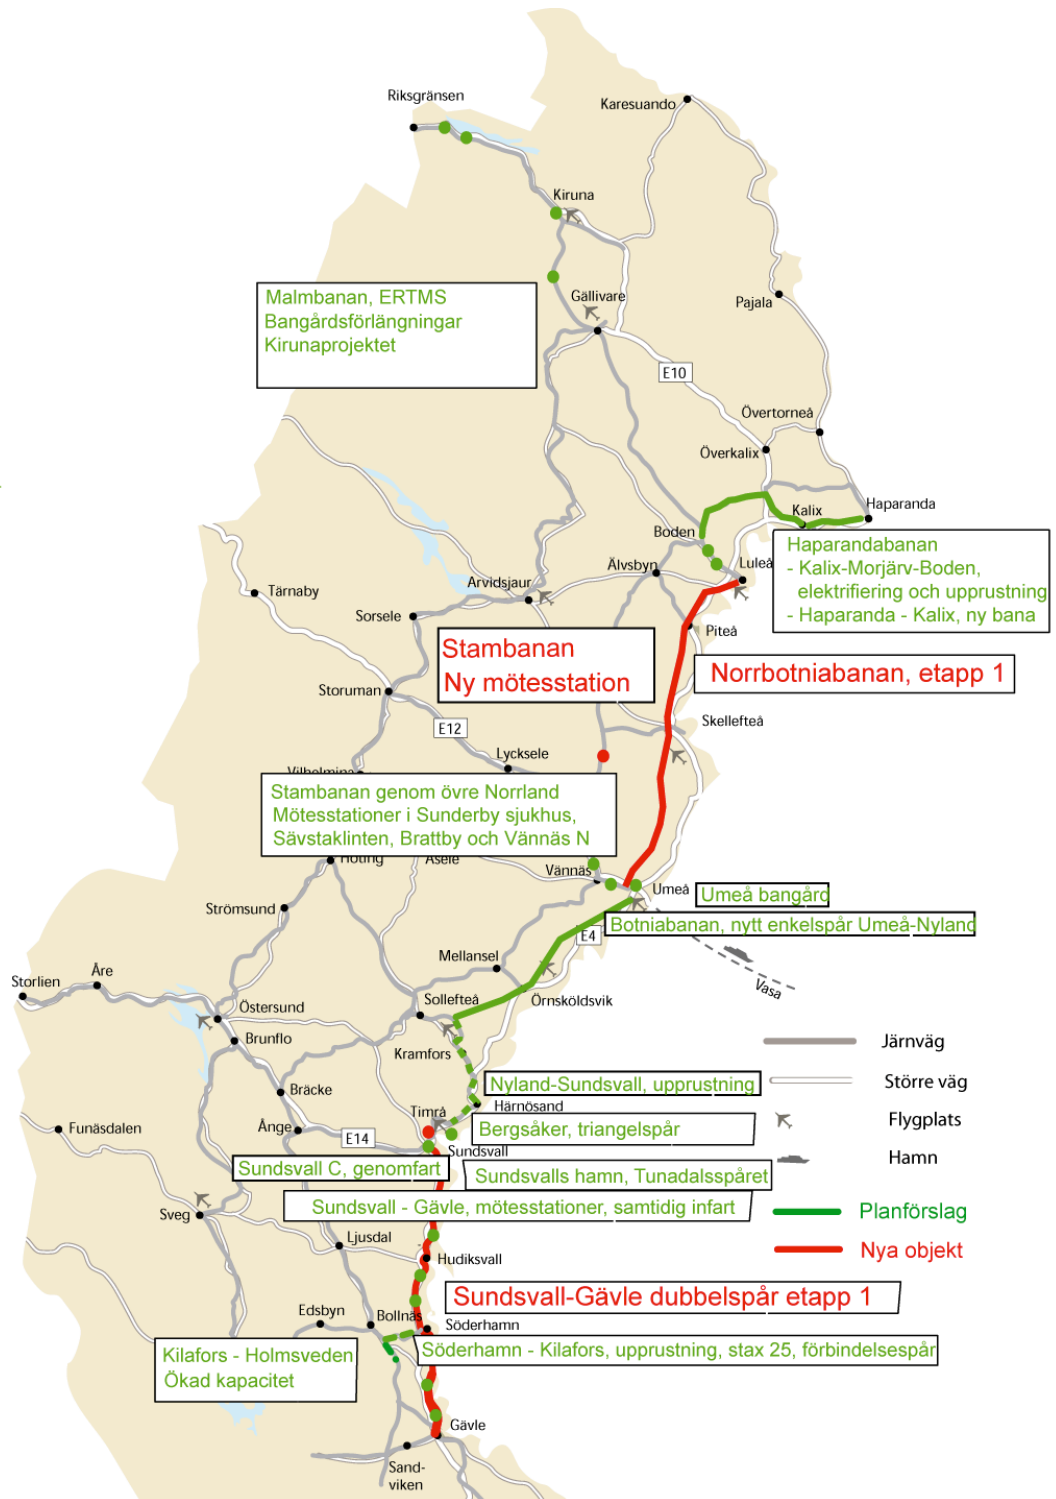 Riksgränsen
Karesuando
Kiruna
Malmbanan, ERTMS
Bangårdsförlängningar
Kirunaprojektet
Gällivare
Pajala
E10
Övertorneå
Överkalix
Haparanda
Kalix
Boden
Haparandabanan
- Kalix-Morjärv-Boden,
elektrifiering och upprustning
- Haparanda - Kalix, ny bana
Luleå
Älvsbyn
Arvidsjaur
Tärnaby
Sorsele
Piteå
Stambanan
Ny mötesstation
Norrbotniabanan, etapp 1
Storuman
Skellefteå
E12
Lycksele
Vilhelmina
Stambanan genom övre Norrland
Mötesstationer i Sunderby sjukhus,
Sävstaklinten, Brattby och Vännäs N
Hoting
Åsele
Vännäs
Umeå
Umeå bangård
Strömsund
Botniabanan, nytt enkelspår Umeå-Nyland
E4
Mellansel
Vasa
Storlien
Åre
Östersund
Sollefteå
Örnsköldsvik
Brunflo
Kramfors
Järnväg
Bräcke
Nyland-Sundsvall, upprustning
Större väg
Härnösand
Timrå
Flygplats
Funäsdalen
Ånge
E14
Bergsåker, triangelspår
Sundsvall
Hamn
Sundsvall C, genomfart
Sundsvalls hamn, Tunadalsspåret
Sundsvall - Gävle, mötesstationer, samtidig infart
Planförslag
Sveg
Ljusdal
Hudiksvall
Nya objekt
Sundsvall-Gävle dubbelspår etapp 1
Edsbyn
Bollnäs
Söderhamn
Kilafors - Holmsveden
Ökad kapacitet
Söderhamn - Kilafors, upprustning, stax 25, förbindelsespår
Gävle
Sand-
viken